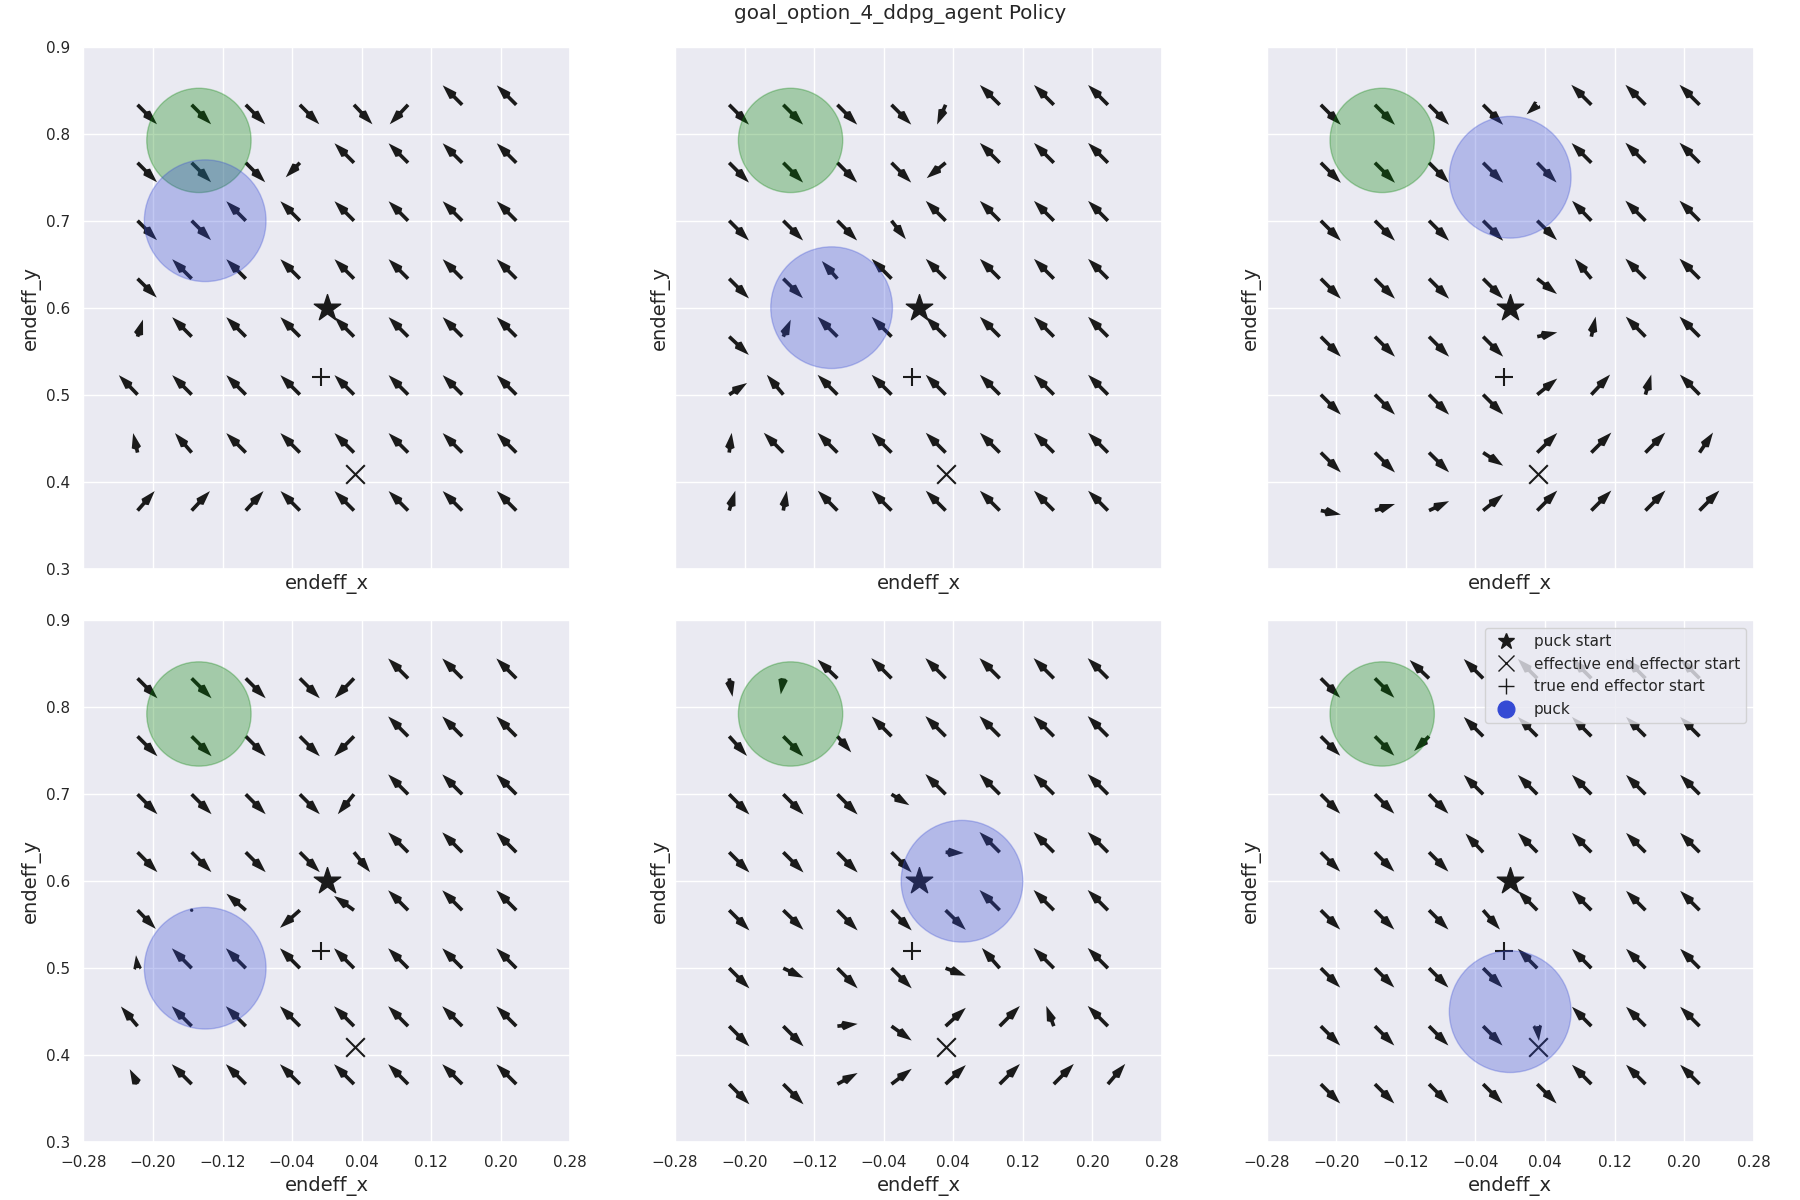 goal_option_4_ddpg_agent Policy
0.9
0.8
0.7
0.6
0.5
0.4
0.3
endeff_y
endeff_x
endeff_y
endeff_x
endeff_y
endeff_x
0.9
0.8
0.7
0.6
0.5
0.4
0.3
endeff_y
−0.28 −0.20 −0.12 −0.04 0.04 0.12 0.20 0.28
endeff_x
endeff_y
−0.28 −0.20 −0.12 −0.04 0.04 0.12 0.20 0.28
endeff_x
puck start
effective end effector start
true end effector start
puck
endeff_y
−0.28 −0.20 −0.12 −0.04 0.04 0.12 0.20 0.28
endeff_x